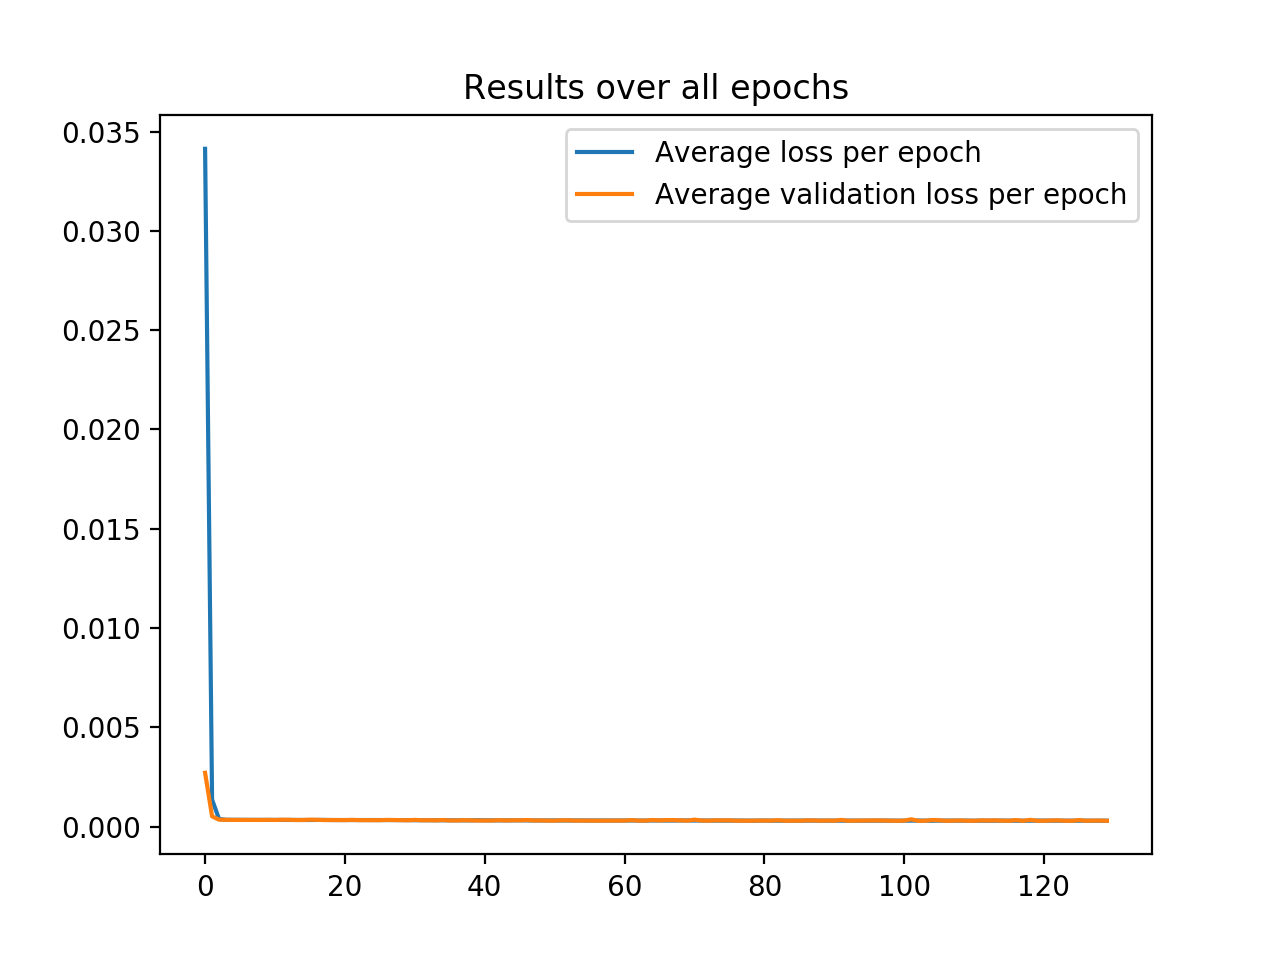 Results over all epochs
Average loss per epoch
Average validation loss per epoch
0.035
0.030
0.025
0.020
0.015
0.010
0.005
0.000
0 20 40 60 80 100 120